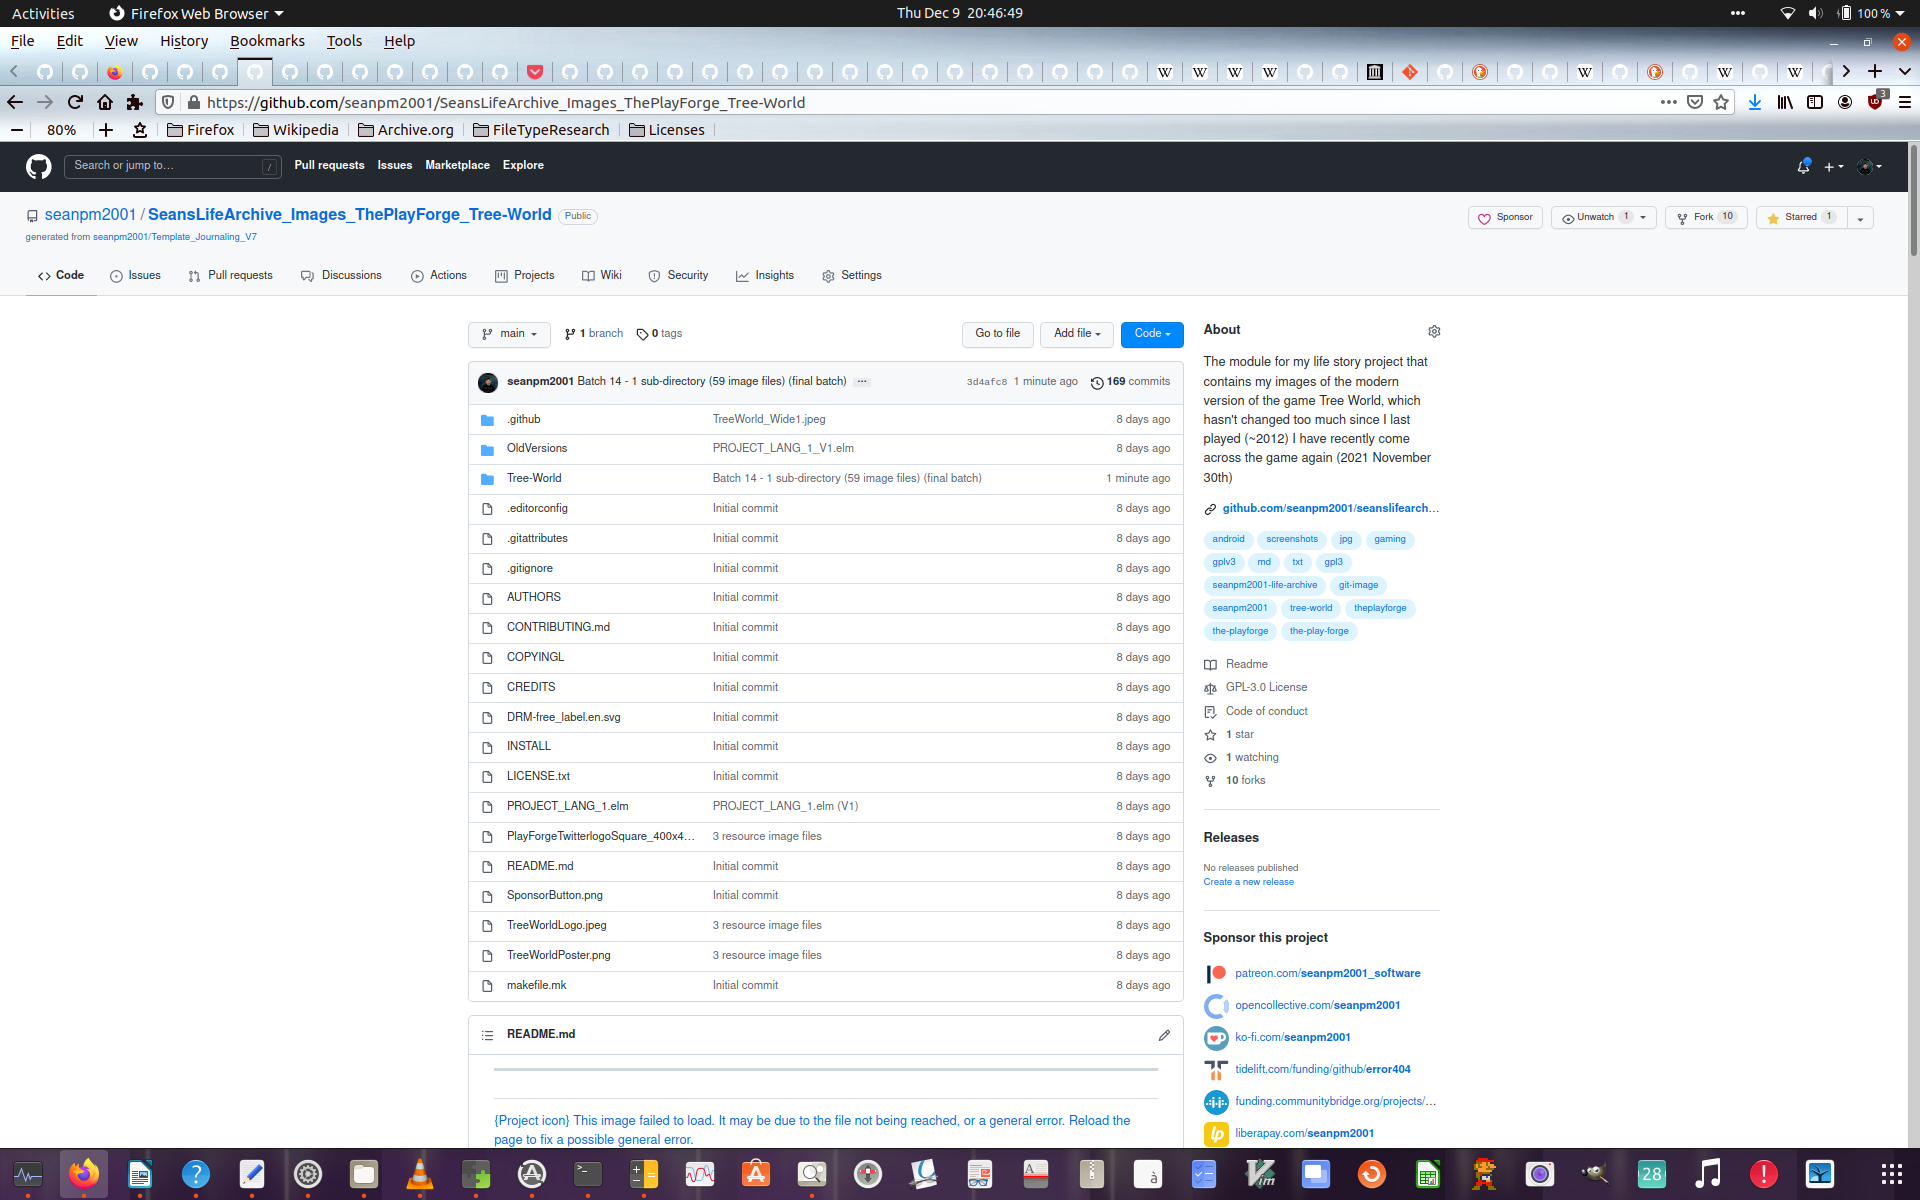 Activities Firefox Web Browser Thu Dec 9 20:46:49 100 %
File Edit View History Bookmarks Tools Help
https://github.com/seanpm2001/SeansLifeArchive_Images_ThePlayForge_Tree-World 3
80% Firefox Wikipedia Archive.org FileTypeResearch Licenses
Search or jump to… / Pull requests Issues Marketplace Explore
seanpm2001 / SeansLifeArchive_Images_ThePlayForge_Tree-World Public Sponsor Unwatch 1 Fork 10 Starred 1
generated from seanpm2001/Template_Journaling_V7
Code Issues Pull requests Discussions Actions Projects Wiki Security Insights Settings
main 1 branch 0 tags Go to file Add file Code
seanpm2001 Batch 14 - 1 sub-directory (59 image files) (final batch) ... 3d4afc8 1 minute ago 169 commits
.github TreeWorld_Wide1.jpeg 8 days ago
OldVersions PROJECT_LANG_1_V1.elm 8 days ago
Tree-World Batch 14 - 1 sub-directory (59 image files) (final batch) 1 minute ago
.editorconfig Initial commit 8 days ago
.gitattributes Initial commit 8 days ago
.gitignore Initial commit 8 days ago
AUTHORS Initial commit 8 days ago
CONTRIBUTING.md Initial commit 8 days ago
COPYINGL Initial commit 8 days ago
CREDITS Initial commit 8 days ago
DRM-free_label.en.svg Initial commit 8 days ago
INSTALL Initial commit 8 days ago
LICENSE.txt Initial commit 8 days ago
PROJECT_LANG_1.elm PROJECT_LANG_1.elm (V1) 8 days ago
PlayForgeTwitterlogoSquare_400x4… 3 resource image files 8 days ago
README.md Initial commit 8 days ago
SponsorButton.png Initial commit 8 days ago
TreeWorldLogo.jpeg 3 resource image files 8 days ago
TreeWorldPoster.png 3 resource image files 8 days ago
makefile.mk Initial commit 8 days ago
README.md
{Project icon} This image failed to load. It may be due to the file not being reached, or a general error. Reload the
page to fix a possible general error.
About
The module for my life story project that
contains my images of the modern
version of the game Tree World, which
hasn't changed too much since I last
played (~2012) I have recently come
across the game again (2021 November
30th)
github.com/seanpm2001/seanslifearch…
android screenshots jpg gaming
gplv3 md txt gpl3
seanpm2001-life-archive git-image
seanpm2001 tree-world theplayforge
the-playforge the-play-forge
Readme
GPL-3.0 License
Code of conduct
1 star
1 watching
10 forks
Releases
No releases published
Create a new release
Sponsor this project
patreon.com/seanpm2001_software
opencollective.com/seanpm2001
ko-fi.com/seanpm2001
tidelift.com/funding/github/error404
funding.communitybridge.org/projects/…
liberapay.com/seanpm2001
28